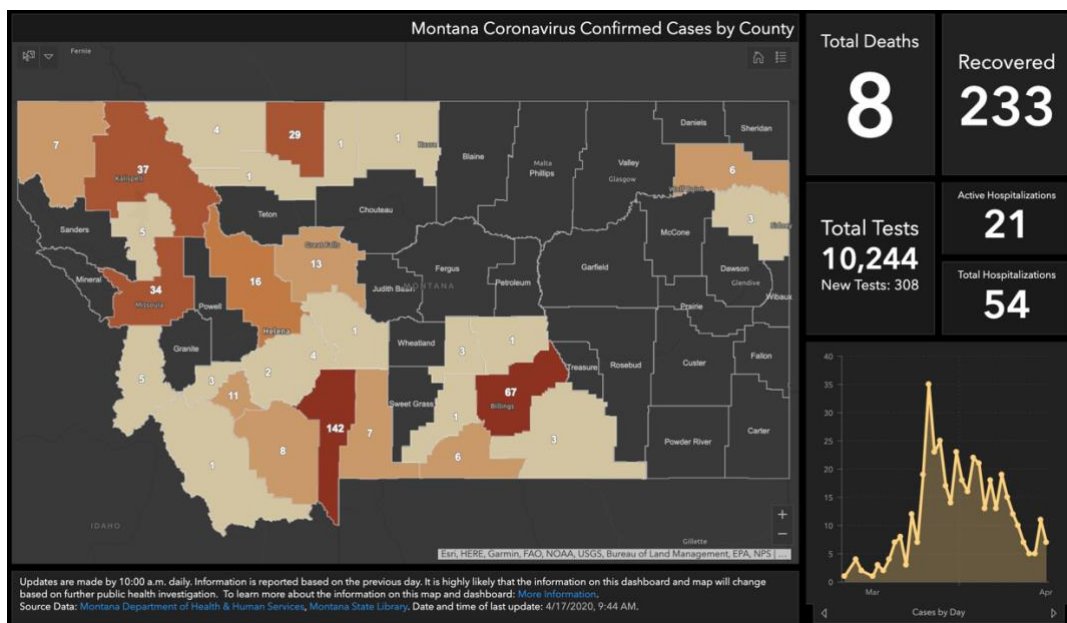 Montana Coronavirus Confirmed Cases by County
Fernie
7
37
Kalispell
4
1
29
1
1
Havre
Blaine
Malta
Phillips
Valley
Glasgow
Daniels
Sheridan
Wolf Point
6
3
Sidney
Sanders
5
Teton
Chouteau
Great Falls
13
McCone
Mineral
34
Missoula
Powell
16
Helena
Judith Basin
Fergus
MONTANA
Petroleum
Garfield
Dawson
Glendive
Wibaux
Prairie
Granite
5
3
2
4
1
Wheatland
3
1
Treasure
Rosebud
Custer
Fallon
11
142
7
Sweet Grass
1
67
Billings
3
Powder River
Carter
1
8
6
IDAHO
Gillette
+
−
Esri, HERE, Garmin, FAO, NOAA, USGS, Bureau of Land Management, EPA, NPS | ...
Updates are made by 10:00 a.m. daily. Information is reported based on the previous day. It is highly likely that the information on this dashboard and map will change
based on further public health investigation. To learn more about the information on this map and dashboard: More Information.
Source Data: Montana Department of Health & Human Services, Montana State Library. Date and time of last update: 4/17/2020, 9:44 AM.
Total Deaths
8
Recovered
233
Total Tests
10,244
New Tests: 308
Active Hospitalizations
21
Total Hospitalizations
54
40
35
30
25
20
15
10
5
0
Mar
Apr
Cases by Day